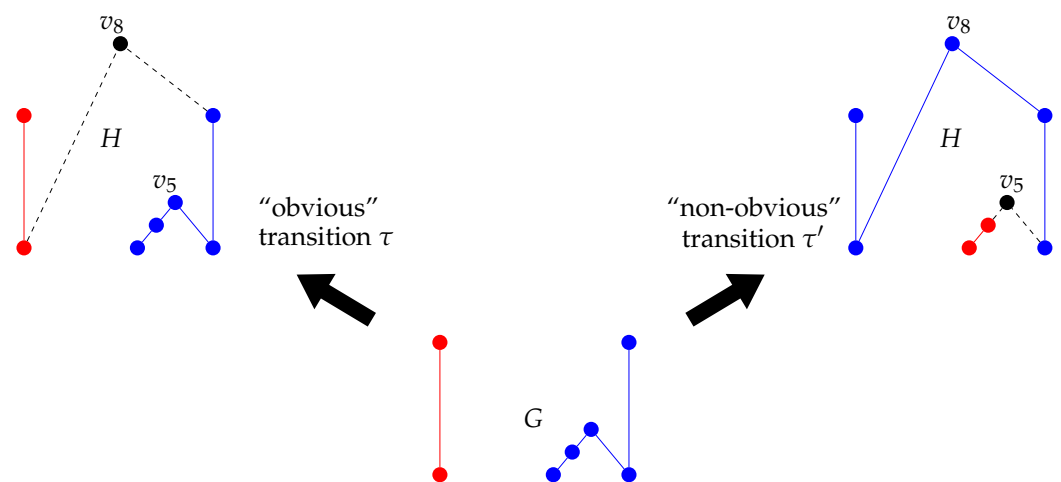 v₈
H
v₅
“obvious”
transition τ
v₈
H
v₅
“non-obvious”
transition τ′
G